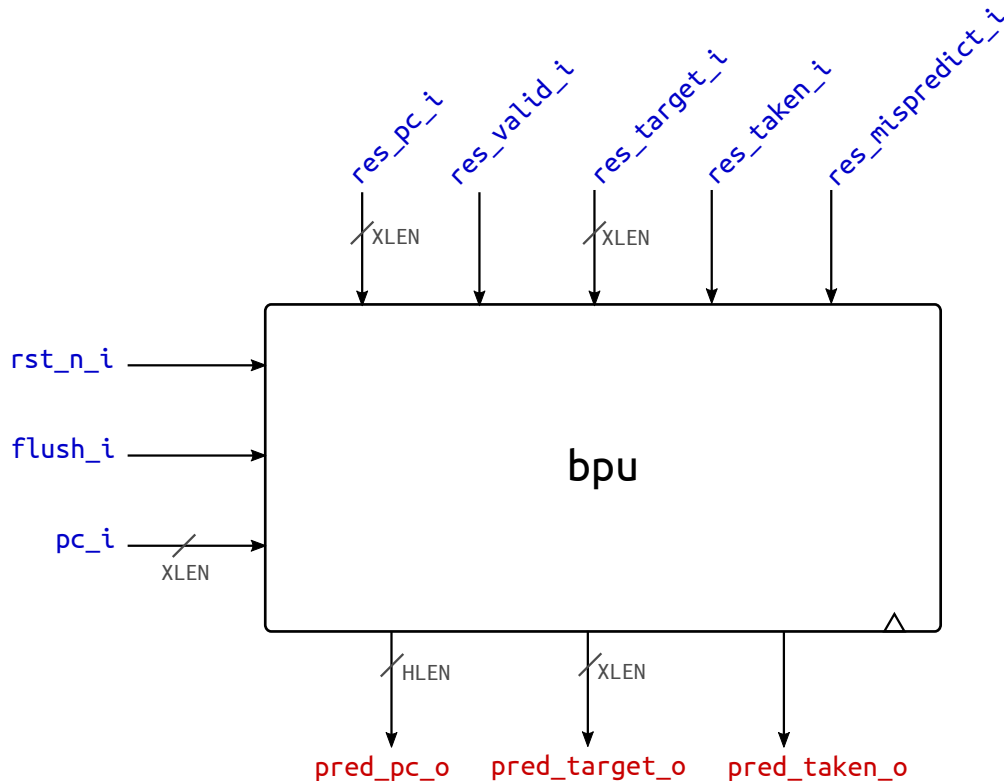 res_pc_i
res_valid_i
res_target_i
res_taken_i
res_mispredict_i
XLEN
XLEN
rst_n_i
flush_i
bpu
pc_i
XLEN
HLEN
XLEN
pred_pc_o
pred_target_o
pred_taken_o